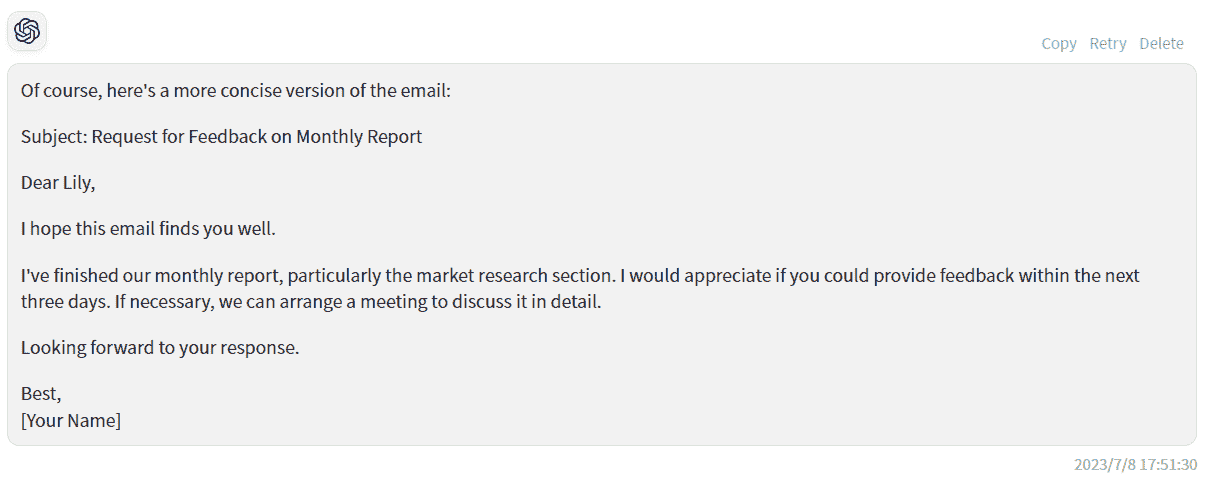 Copy Retry Delete
Of course, here's a more concise version of the email:
Subject: Request for Feedback on Monthly Report
Dear Lily,
I hope this email finds you well.
I've finished our monthly report, particularly the market research section. I would appreciate if you could provide feedback within the next
three days. If necessary, we can arrange a meeting to discuss it in detail.
Looking forward to your response.
Best,
[Your Name]
2023/7/8 17:51:30